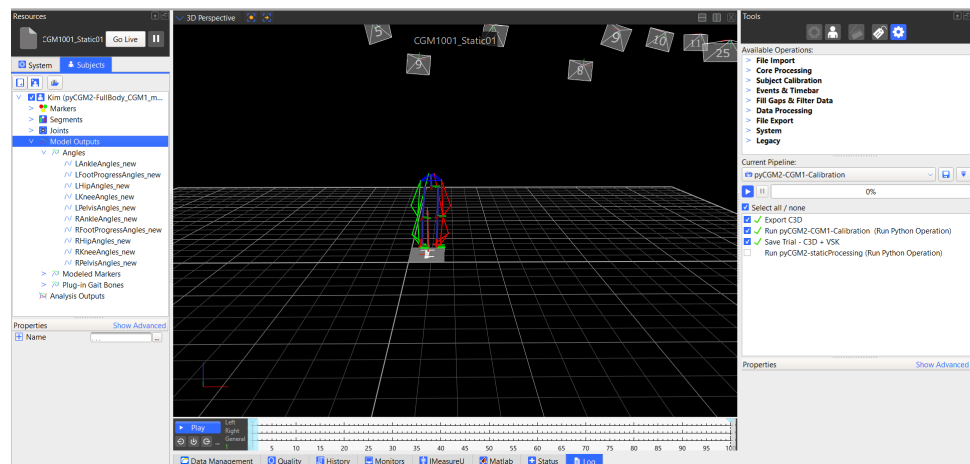 Resources
3D Perspective
Tools
CGM1001_Static01
Go Live
System
Subjects
Kim (pyCGM2-FullBody_CGM1_m...
Markers
Segments
Joints
Model Outputs
Angles
LAnkleAngles_new
LFootProgressAngles_new
LHipAngles_new
LKneeAngles_new
LPelvisAngles_new
RAnkleAngles_new
RFootProgressAngles_new
RHipAngles_new
RKneeAngles_new
RPelvisAngles_new
Modeled Markers
Plug-in Gait Bones
Analysis Outputs
Properties
Show Advanced
Name
...
CGM1001_Static01
5
9
10
11
25
9
8
Play
Left
Right
General
5 10 15 20 25 30 35 40 45 50 55 60 65 70 75 80 85 90 95
Data Management
Quality
History
Monitors
IMeasureU
Matlab
Status
Log
Available Operations:
File Import
Core Processing
Subject Calibration
Events & Timebar
Fill Gaps & Filter Data
Data Processing
File Export
System
Legacy
Current Pipeline:
pyCGM2-CGM1-Calibration
0%
Select all / none
Export C3D
Run pyCGM2-CGM1-Calibration (Run Python Operation)
Save Trial - C3D + VSK
Run pyCGM2-staticProcessing (Run Python Operation)
Properties
Show Advanced